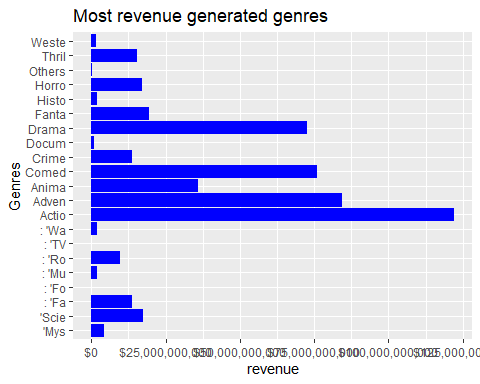 Most revenue generated genres
Weste
Thril
Others
Horro
Histo
Fanta
Drama
Docum
Crime
Comed
Anima
Adven
Actio
: 'Wa
: 'TV
: 'Ro
: 'Mu
: 'Fo
: 'Fa
'Scie
'Mys
Genres
$0 $25,000,000,000 $50,000,000,000 $75,000,000,000 $100,000,000,000 $125,000,000,000
revenue